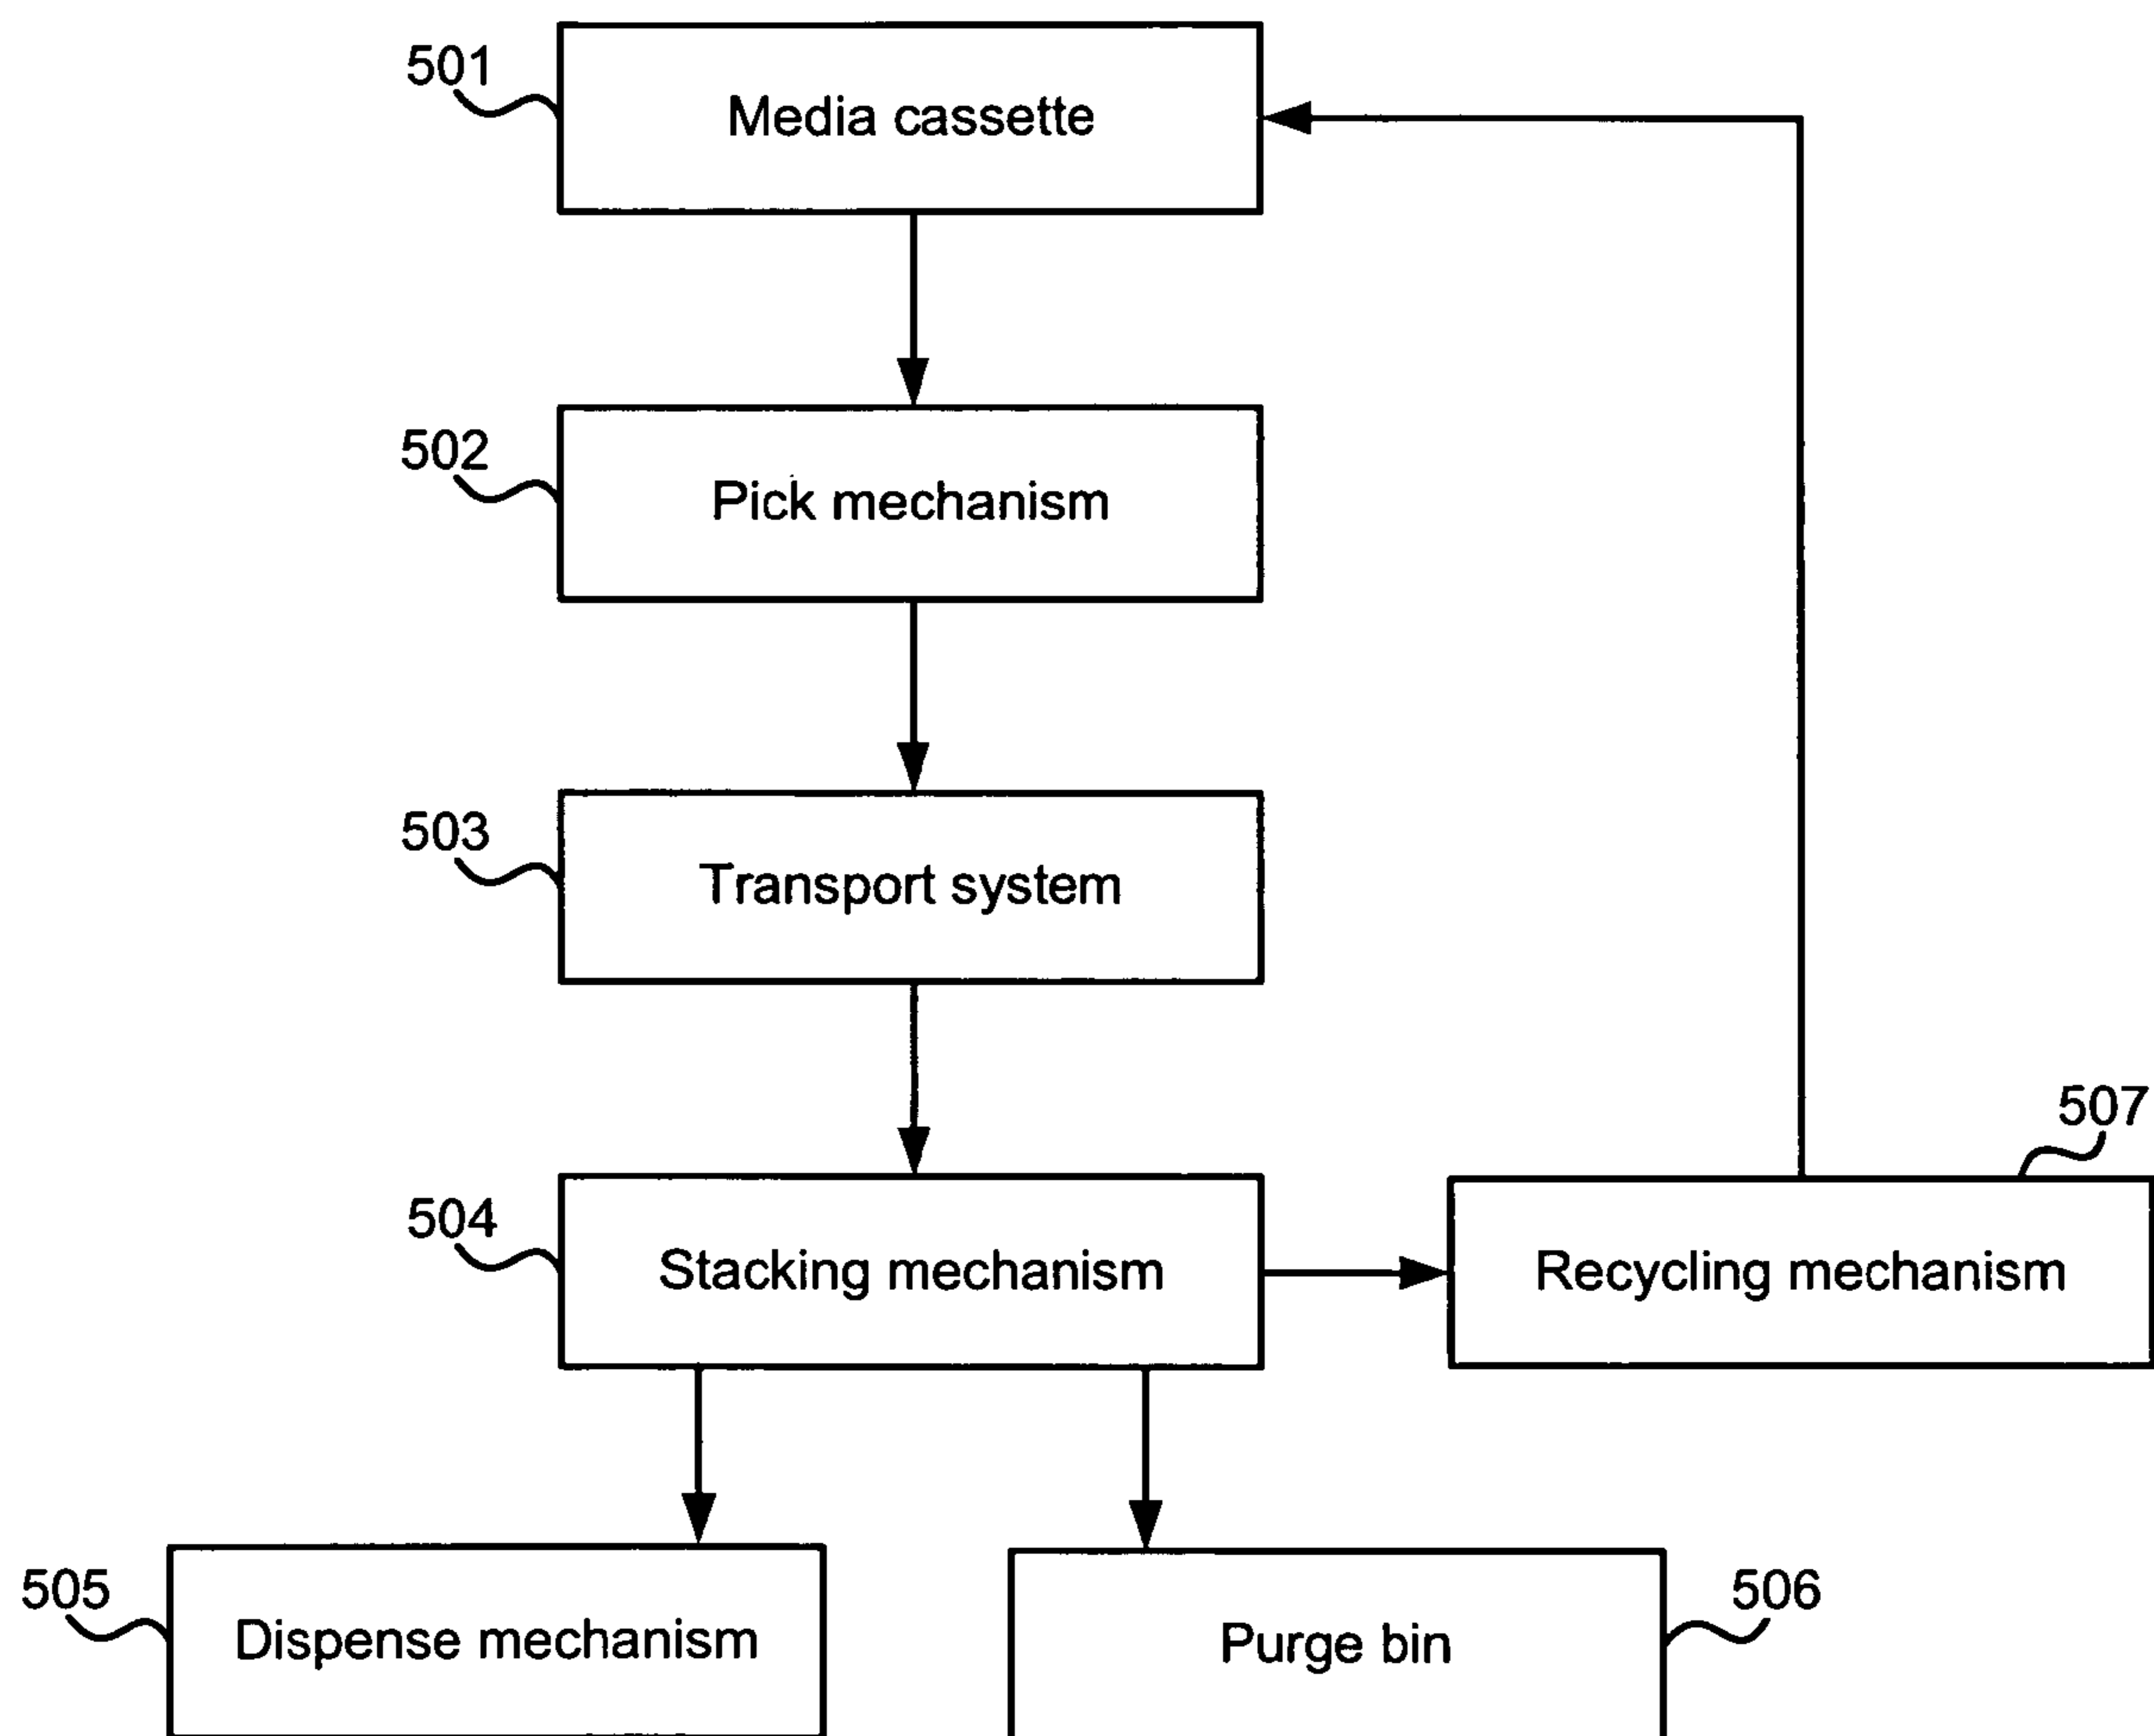 501
Media cassette
502
Pick mechanism
503
Transport system
507
504
Stacking mechanism
Recycling mechanism
505
Dispense mechanism
506
Purge bin